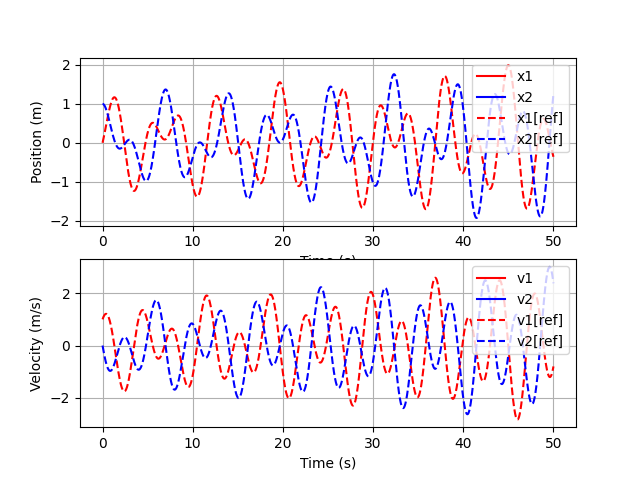 2
1
0
−1
−2
Position (m)
x1
x2
x1[ref]
x2[ref]
0 10 20 30 40 50
Time (s)
2
0
−2
Velocity (m/s)
v1
v2
v1[ref]
v2[ref]
0 10 20 30 40 50
Time (s)